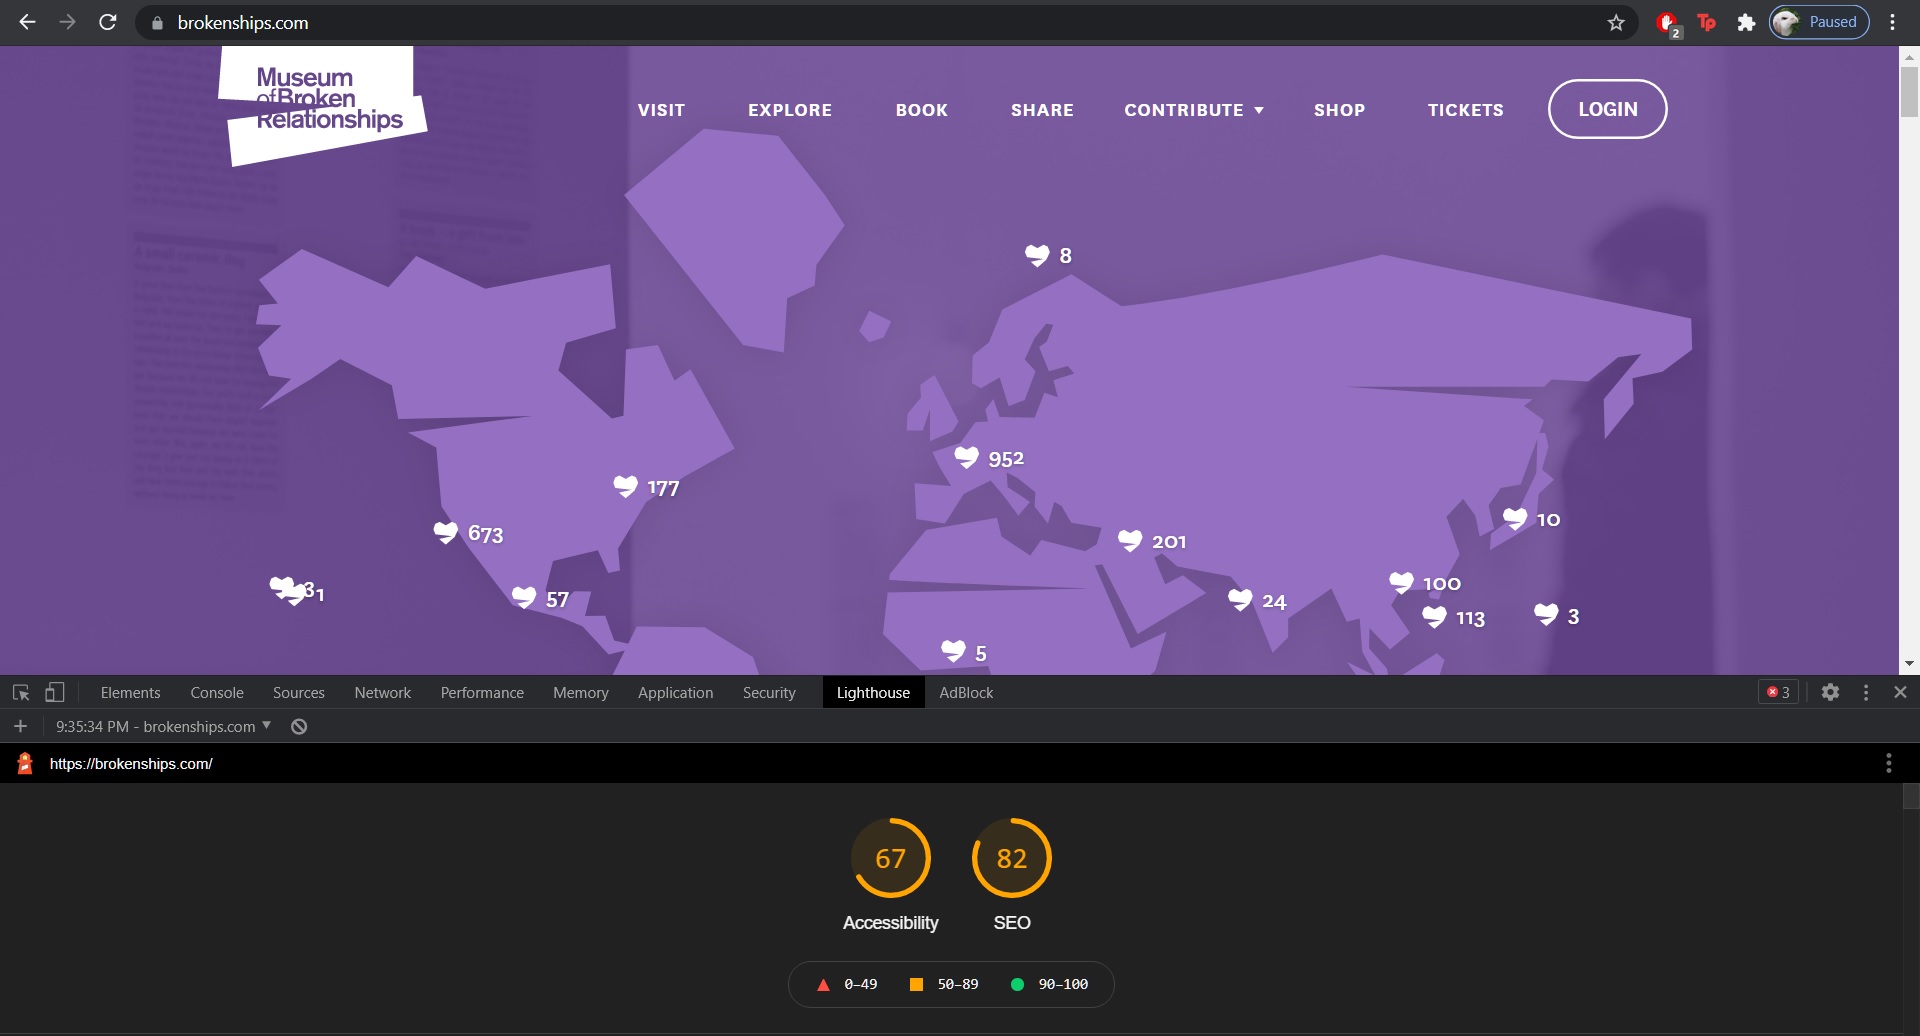 brokenships.com
2
Paused
Museum
ofBroken
Relationships
VISIT
EXPLORE
BOOK
SHARE
CONTRIBUTE
SHOP
TICKETS
LOGIN
8
952
177
673
10
201
31
57
24
100
113
3
5
Elements
Console
Sources
Network
Performance
Memory
Application
Security
Lighthouse
AdBlock
3
9:35:34 PM - brokenships.com
https://brokenships.com/
67
82
Accessibility
SEO
0–49
50–89
90–100